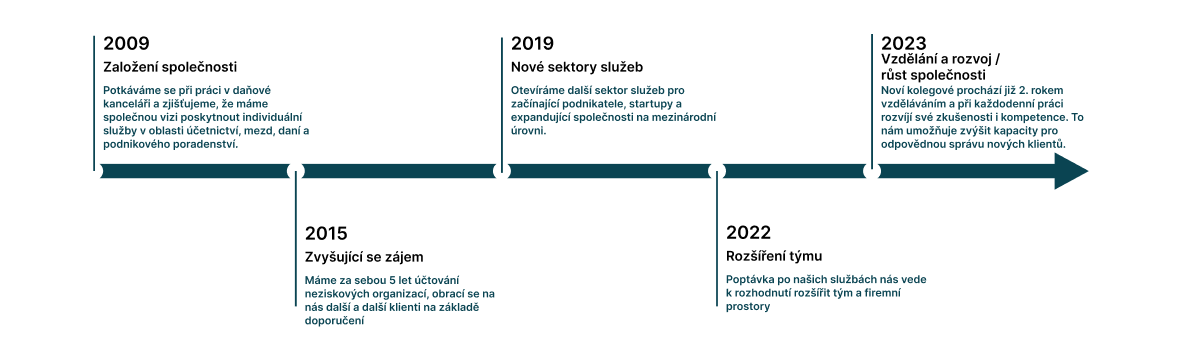 2009
Založení společnosti
Potkáváme se při práci v daňové
kanceláři a zjišťujeme, že máme
společnou vizi poskytnout individuální
služby v oblasti účetnictví, mezd, daní a
podnikového poradenství.
2015
Zvyšující se zájem
Máme za sebou 5 let účtování
neziskových organizací, obrací se na
nás další a další klienti na základě
doporučení
2019
Nové sektory služeb
Otevíráme další sektor služeb pro
začínající podnikatele, startupy a
expandující společnosti na mezinárodní
úrovni.
2022
Rozšíření týmu
Poptávka po našich službách nás vede
k rozhodnutí rozšířit tým a firemní
prostory
2023
Vzdělání a rozvoj /
růst společnosti
Noví kolegové prochází již 2. rokem
vzděláváním a při každodenní práci
rozvíjí své zkušenosti i kompetence. To
nám umožňuje zvýšit kapacity pro
odpovědnou správu nových klientů.